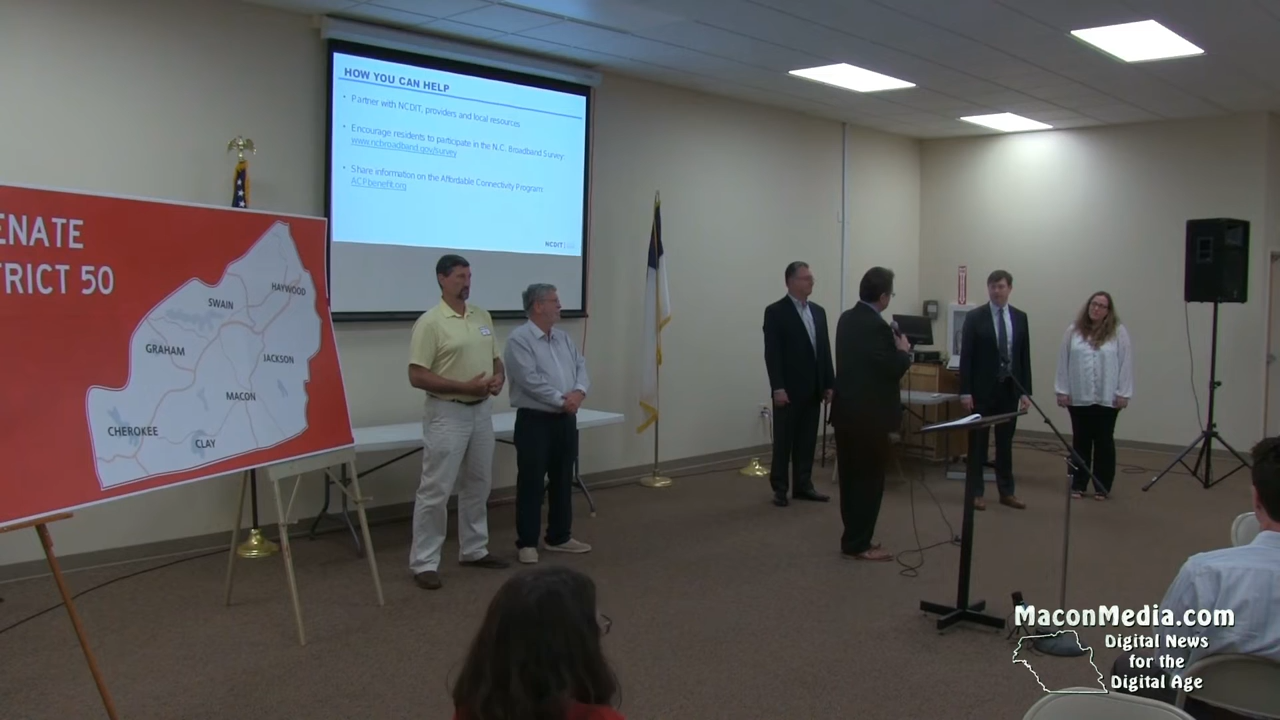 HOW YOU CAN HELP
• Partner with NCDIT, providers and local resources
• Encourage residents to participate in the N.C. Broadband Survey:
www.ncbroadband.gov/survey
• Share information on the Affordable Connectivity Program:
ACPbenefit.org
NCDIT
ENATE
TRICT 50
HAYWOOD
SWAIN
GRAHAM
JACKSON
MACON
CHEROKEE
CLAY
MaconMedia.com
Digital News
for the
Digital Age